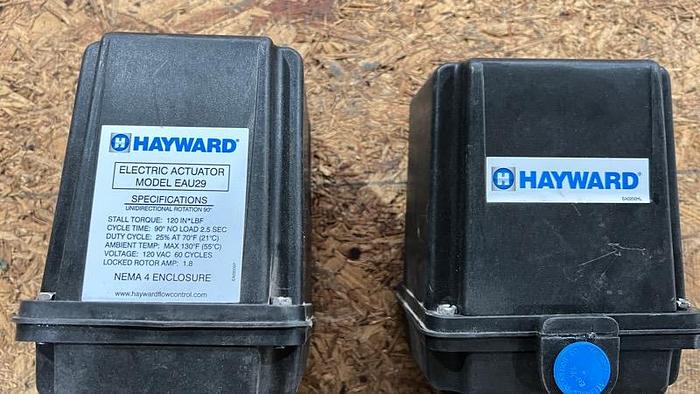 HAYWARD®
ELECTRIC ACTUATOR
MODEL EAU29
SPECIFICATIONS
UNIDIRECTIONAL ROTATION 90°
STALL TORQUE: 120 IN*LBF
CYCLE TIME: 90° NO LOAD 2.5 SEC
DUTY CYCLE: 25% AT 70°F (21°C)
AMBIENT TEMP: MAX 130°F (55°C)
VOLTAGE: 120 VAC 60 CYCLES
LOCKED ROTOR AMP: 1.8
NEMA 4 ENCLOSURE
www.haywardflowcontrol.com
HAYWARD®